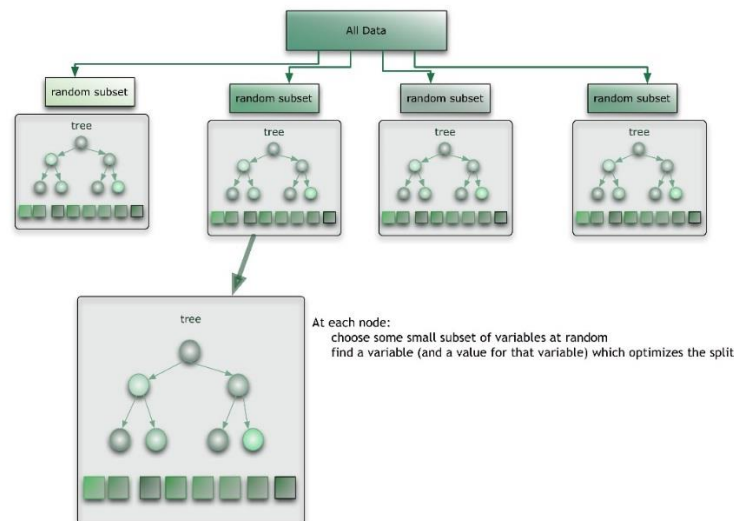 All Data
random subset
random subset
random subset
random subset
tree
tree
tree
tree
tree
At each node:
choose some small subset of variables at random
find a variable (and a value for that variable) which optimizes the split